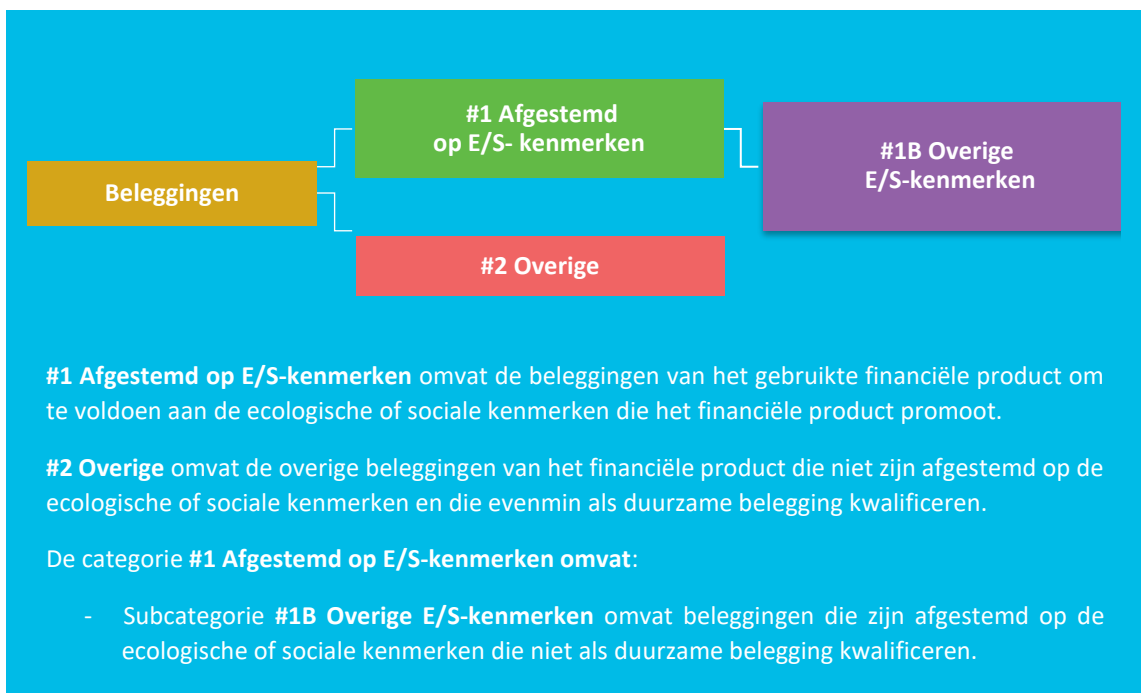 #1 Afgestemd
op E/S- kenmerken
#1B Overige
E/S-kenmerken
Beleggingen
#2 Overige
#1 Afgestemd op E/S-kenmerken omvat de beleggingen van het gebruikte financiële product om
te voldoen aan de ecologische of sociale kenmerken die het financiële product promoot.
#2 Overige omvat de overige beleggingen van het financiële product die niet zijn afgestemd op de
ecologische of sociale kenmerken en die evenmin als duurzame belegging kwalificeren.
De categorie #1 Afgestemd op E/S-kenmerken omvat:
- Subcategorie #1B Overige E/S-kenmerken omvat beleggingen die zijn afgestemd op de
ecologische of sociale kenmerken die niet als duurzame belegging kwalificeren.